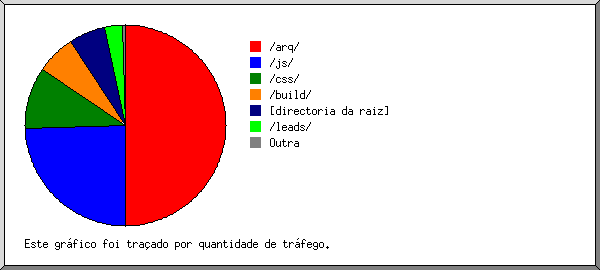 /arq/
/js/
/css/
/build/
[directoria da raiz]
/leads/
Outra
Este gráfico foi traçado por quantidade de tráfego.